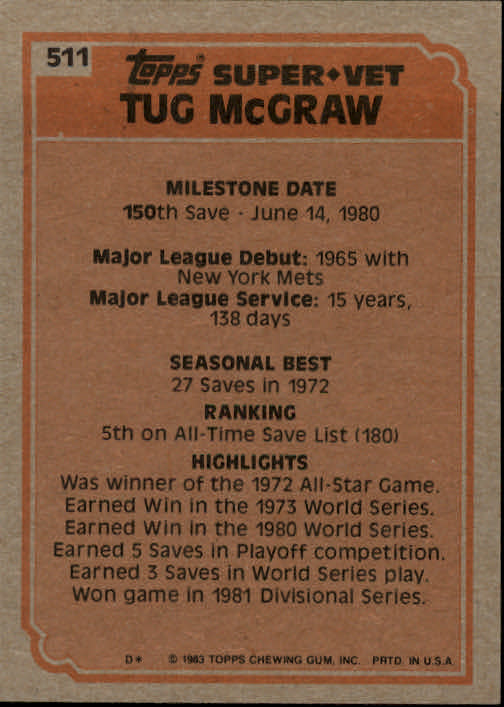 511
Topps SUPER◆VET
TUG McGRAW
MILESTONE DATE
150th Save - June 14, 1980
Major League Debut: 1965 with
New York Mets
Major League Service: 15 years,
138 days
SEASONAL BEST
27 Saves in 1972
RANKING
5th on All-Time Save List (180)
HIGHLIGHTS
Was winner of the 1972 All-Star Game.
Earned Win in the 1973 World Series.
Earned Win in the 1980 World Series.
Earned 5 Saves in Playoff competition.
Earned 3 Saves in World Series play.
Won game in 1981 Divisional Series.
D* © 1983 TOPPS CHEWING GUM, INC. PRTD. IN U.S.A